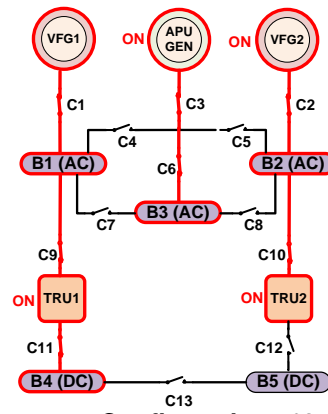 VFG1
ON
APU
GEN
ON
VFG2
C1
C3
C2
C4
C5
B1 (AC)
C6
B2 (AC)
C7
B3 (AC)
C8
C9
C10
ON
TRU1
ON
TRU2
C11
C12
B4 (DC)
C13
B5 (DC)